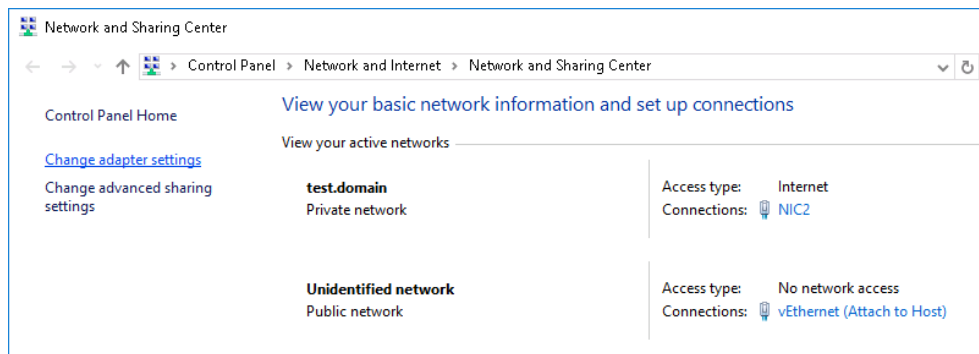 Network and Sharing Center
Control Panel > Network and Internet > Network and Sharing Center
Control Panel Home
Change adapter settings
Change advanced sharing
settings
View your basic network information and set up connections
View your active networks
test.domain
Private network
Access type: Internet
Connections: NIC2
Unidentified network
Public network
Access type: No network access
Connections: vEthernet (Attach to Host)